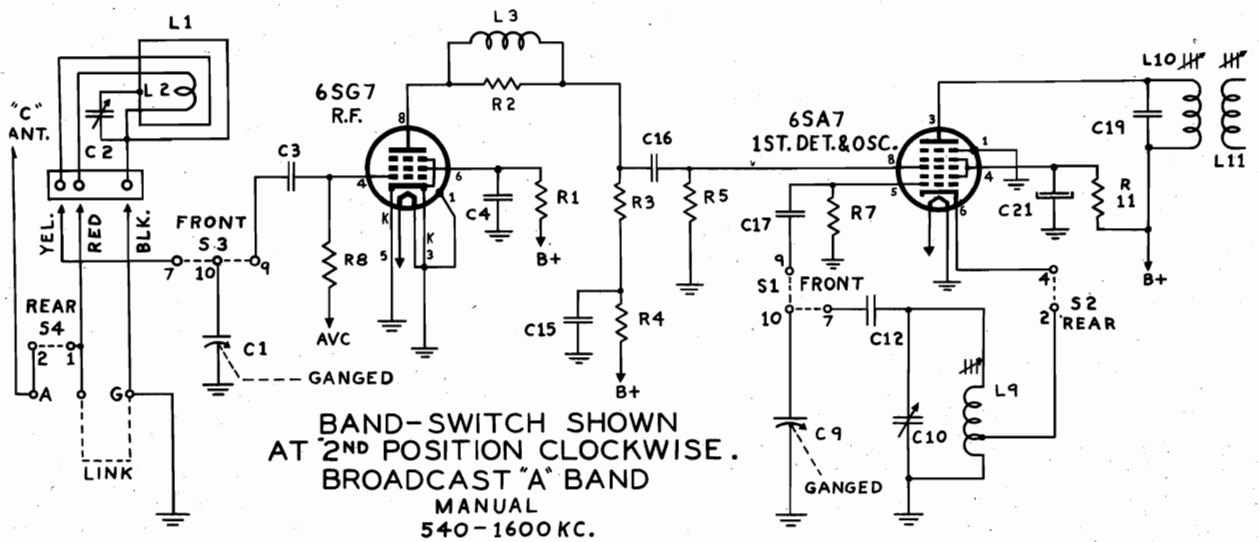 L1
L2
"C"
ANT.
C2
YEL.
RED
BLK.
FRONT
S3
7
10
9
REAR
S4
2
1
A
G
LINK
C1
GANGED
C3
R8
AVC
6SG7
R.F.
8
4
6
1
K
5
K
3
L3
R2
C4
R1
B+
C16
R3
R5
C15
R4
B+
6SA7
1ST. DET.& OSC.
3
8
5
1
4
6
C17
R7
9
S1
FRONT
10
7
C12
C9
GANGED
C10
L9
4
2
S2
REAR
C21
R
11
B+
C19
L10
L11
BAND-SWITCH SHOWN
AT 2ND POSITION CLOCKWISE.
BROADCAST "A" BAND
MANUAL
540-1600 KC.